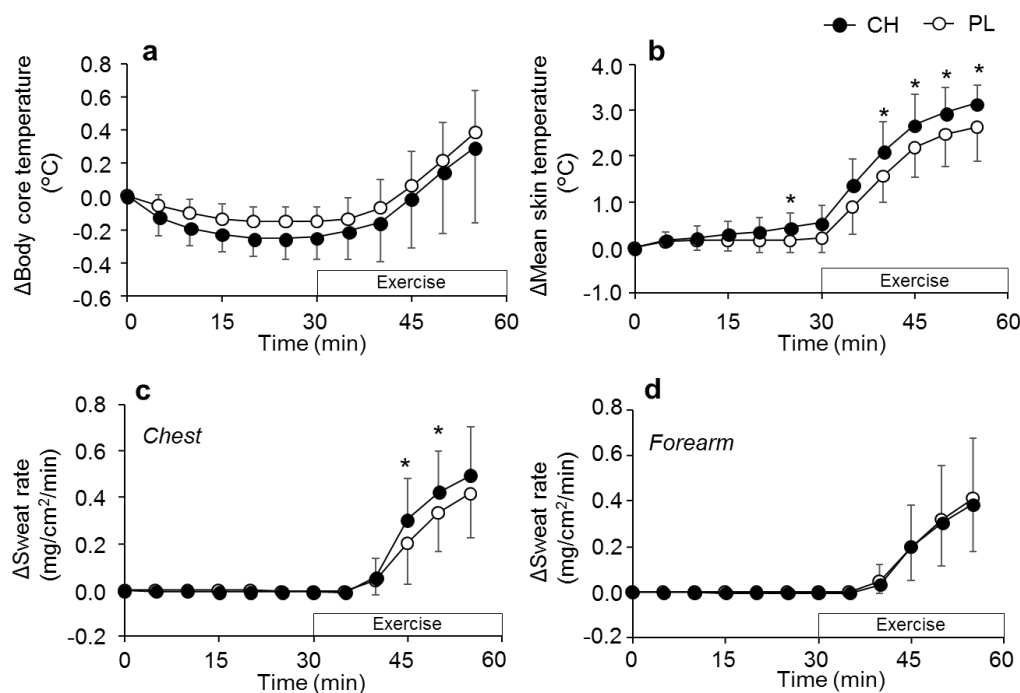 CH PL
a
ΔBody core temperature
(°C)
0.8
0.6
0.4
0.2
0.0
-0.2
-0.4
-0.6
Exercise
0 15 30 45 60
Time (min)
b
ΔMean skin temperature
(°C)
4.0
3.0
2.0
1.0
0.0
-1.0
* * * * *
Exercise
0 15 30 45 60
Time (min)
c
Chest
ΔSweat rate
(mg/cm²/min)
0.8
0.6
0.4
0.2
0.0
-0.2
* *
Exercise
0 15 30 45 60
Time (min)
d
Forearm
ΔSweat rate
(mg/cm²/min)
0.8
0.6
0.4
0.2
0.0
-0.2
Exercise
0 15 30 45 60
Time (min)